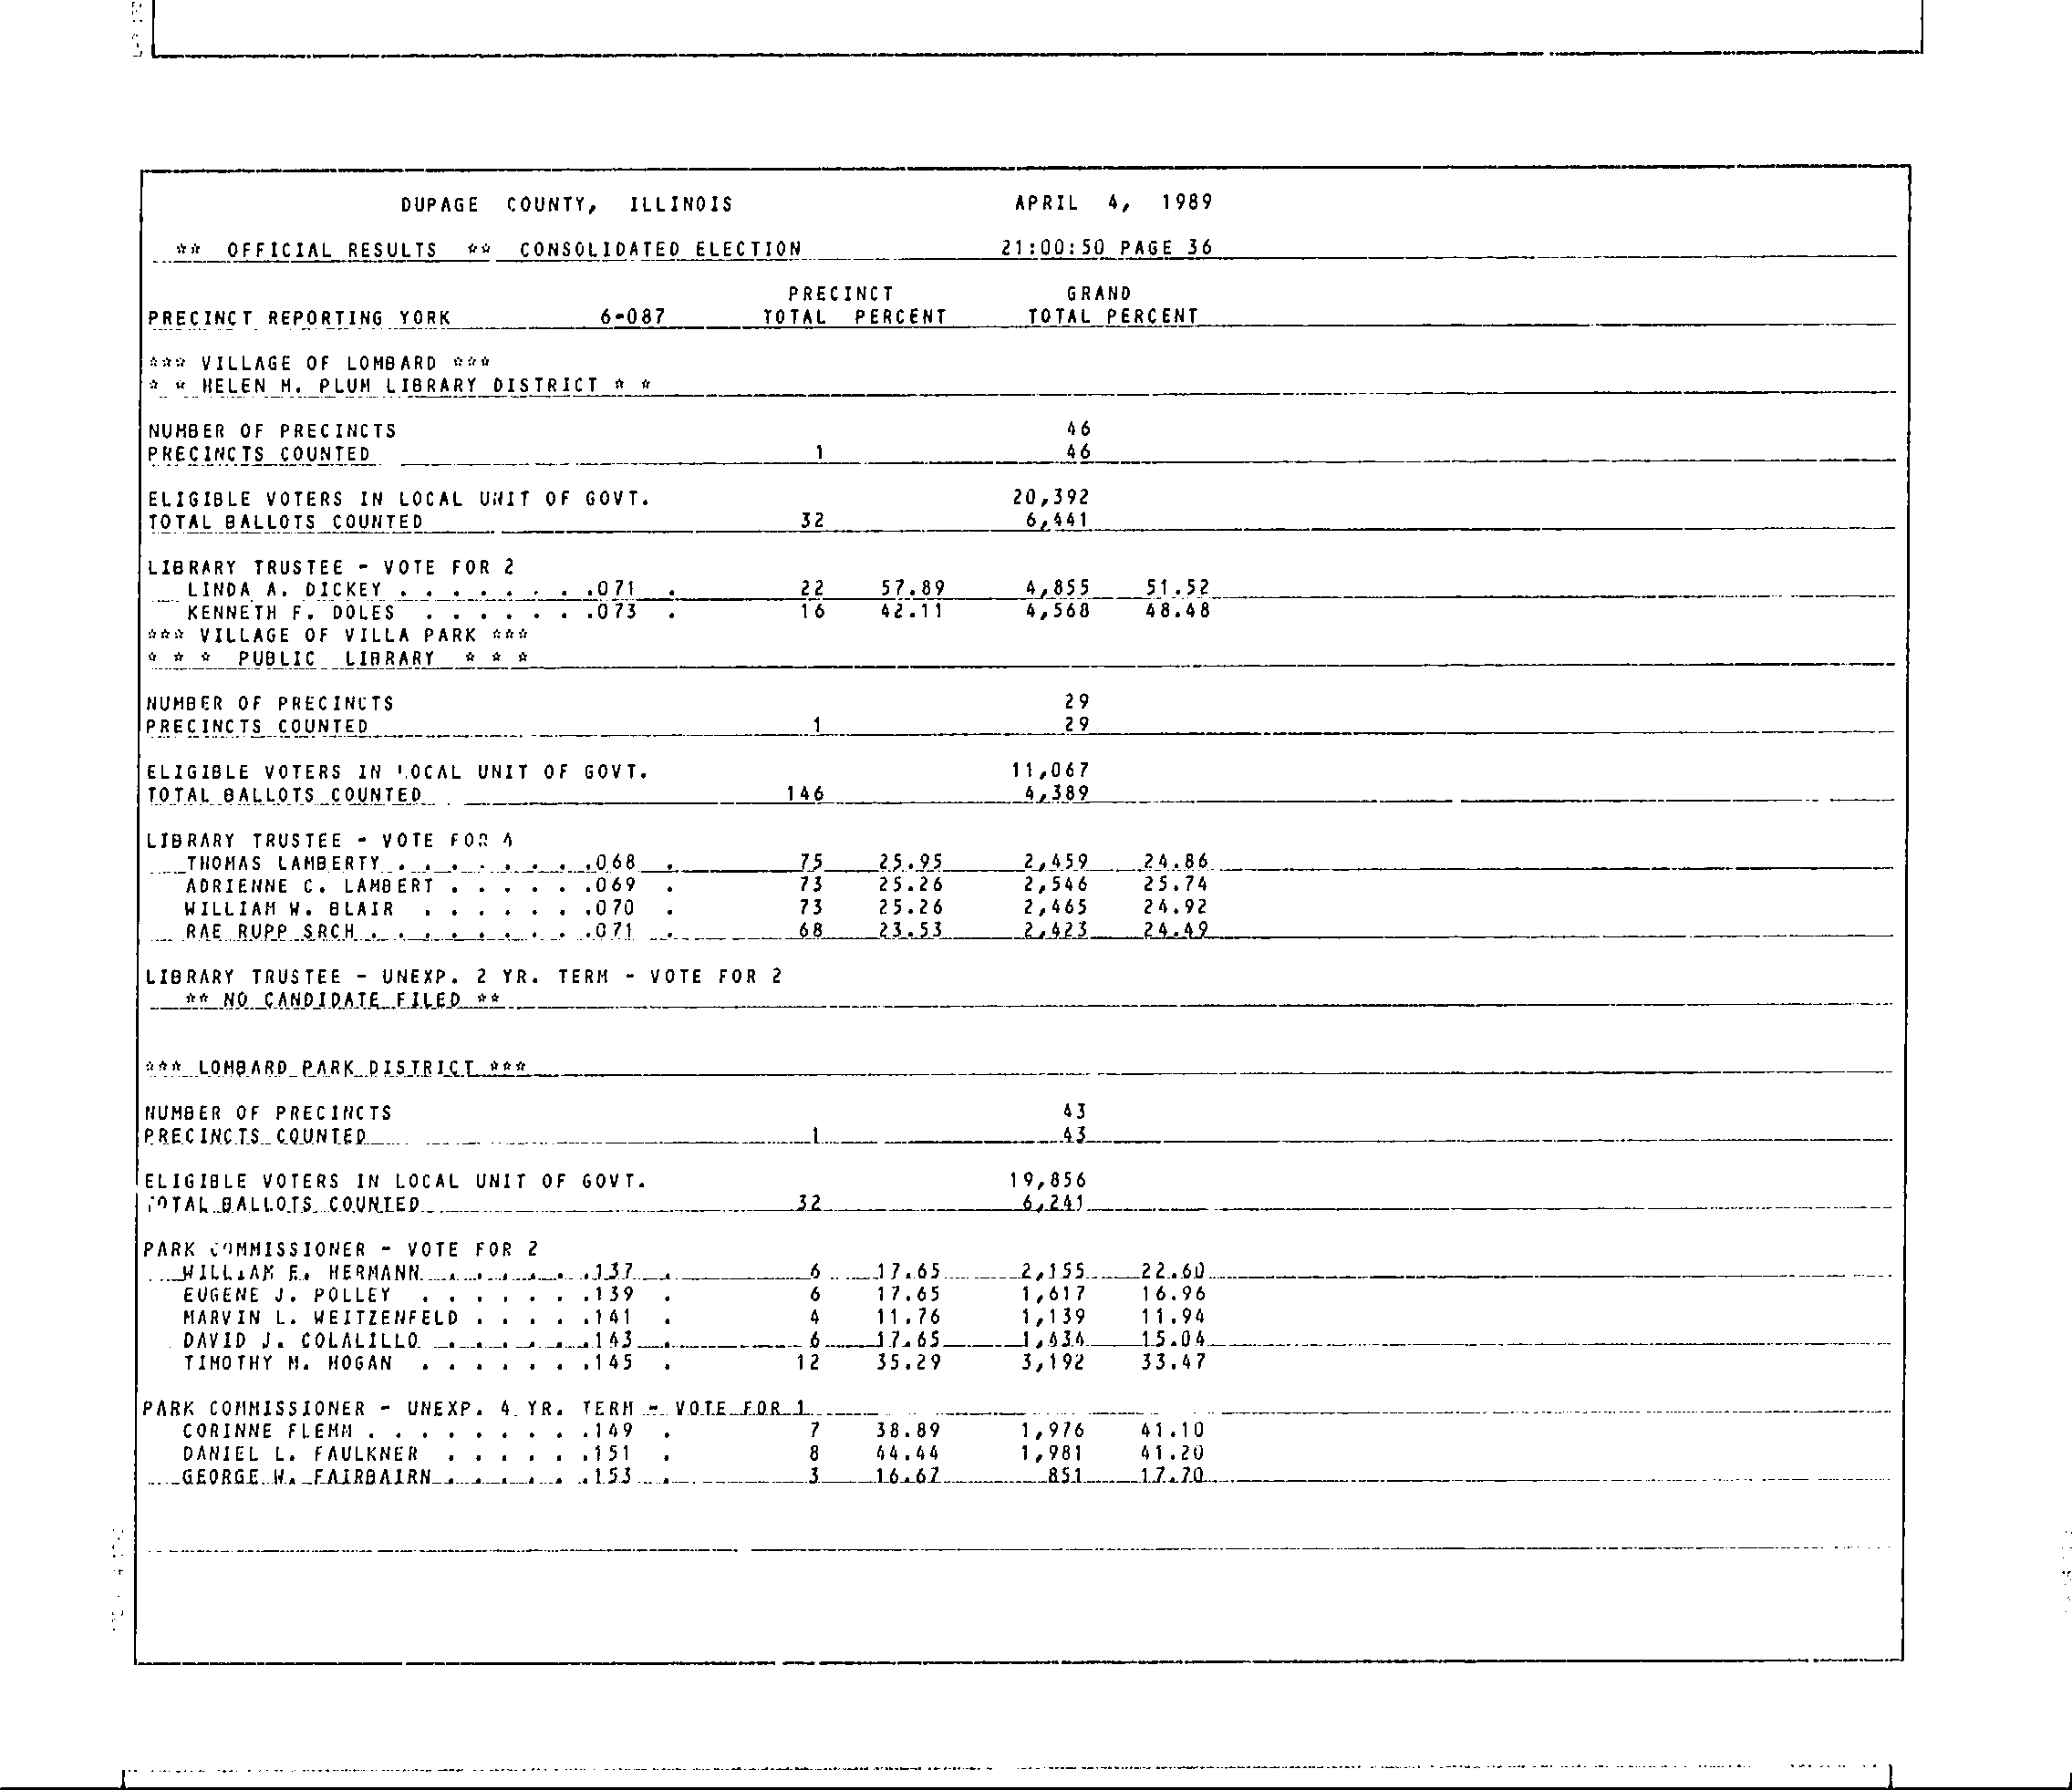 DUPAGE COUNTY, ILLINOIS APRIL 4, 1989
** OFFICIAL RESULTS ** CONSOLIDATED ELECTION 21:00:50 PAGE 36
PRECINCT GRAND
PRECINCT REPORTING YORK 6-087 TOTAL PERCENT TOTAL PERCENT
*** VILLAGE OF LOMBARD ***
* * HELEN M. PLUM LIBRARY DISTRICT * *
NUMBER OF PRECINCTS 46
PRECINCTS COUNTED 1 46
ELIGIBLE VOTERS IN LOCAL UNIT OF GOVT. 20,392
TOTAL BALLOTS COUNTED 32 6,441
LIBRARY TRUSTEE - VOTE FOR 2
LINDA A. DICKEY . . . . . . . .071 . 22 57.89 4,855 51.52
KENNETH F. DOLES . . . . . . .073 . 16 42.11 4,568 48.48
*** VILLAGE OF VILLA PARK ***
* * * PUBLIC LIBRARY * * *
NUMBER OF PRECINCTS 29
PRECINCTS COUNTED 1 29
ELIGIBLE VOTERS IN LOCAL UNIT OF GOVT. 11,067
TOTAL BALLOTS COUNTED 146 4,389
LIBRARY TRUSTEE - VOTE FOR 4
THOMAS LAMBERTY . . . . . . . .068 . 75 25.95 2,459 24.86
ADRIENNE C. LAMBERT . . . . . .069 . 73 25.26 2,546 25.74
WILLIAM W. BLAIR . . . . . . .070 . 73 25.26 2,465 24.92
RAE RUPP SRCH . . . . . . . . .071 . 68 23.53 2,423 24.49
LIBRARY TRUSTEE - UNEXP. 2 YR. TERM - VOTE FOR 2
** NO CANDIDATE FILED **
*** LOMBARD PARK DISTRICT ***
NUMBER OF PRECINCTS 43
PRECINCTS COUNTED 1 43
ELIGIBLE VOTERS IN LOCAL UNIT OF GOVT. 19,856
TOTAL BALLOTS COUNTED 32 6,241
PARK COMMISSIONER - VOTE FOR 2
WILLIAM E. HERMANN . . . . . .137 . 6 17.65 2,155 22.60
EUGENE J. POLLEY . . . . . . .139 . 6 17.65 1,617 16.96
MARVIN L. WEITZENFELD . . . . .141 . 4 11.76 1,139 11.94
DAVID J. COLALILLO . . . . . .143 . 6 17.65 1,434 15.04
TIMOTHY M. HOGAN . . . . . . .145 . 12 35.29 3,192 33.47
PARK COMMISSIONER - UNEXP. 4 YR. TERM - VOTE FOR 1
CORINNE FLEMM . . . . . . . . .149 . 7 38.89 1,976 41.10
DANIEL L. FAULKNER . . . . . .151 . 8 44.44 1,981 41.20
GEORGE W. FAIRBAIRN . . . . . .153 . 3 16.67 851 17.70